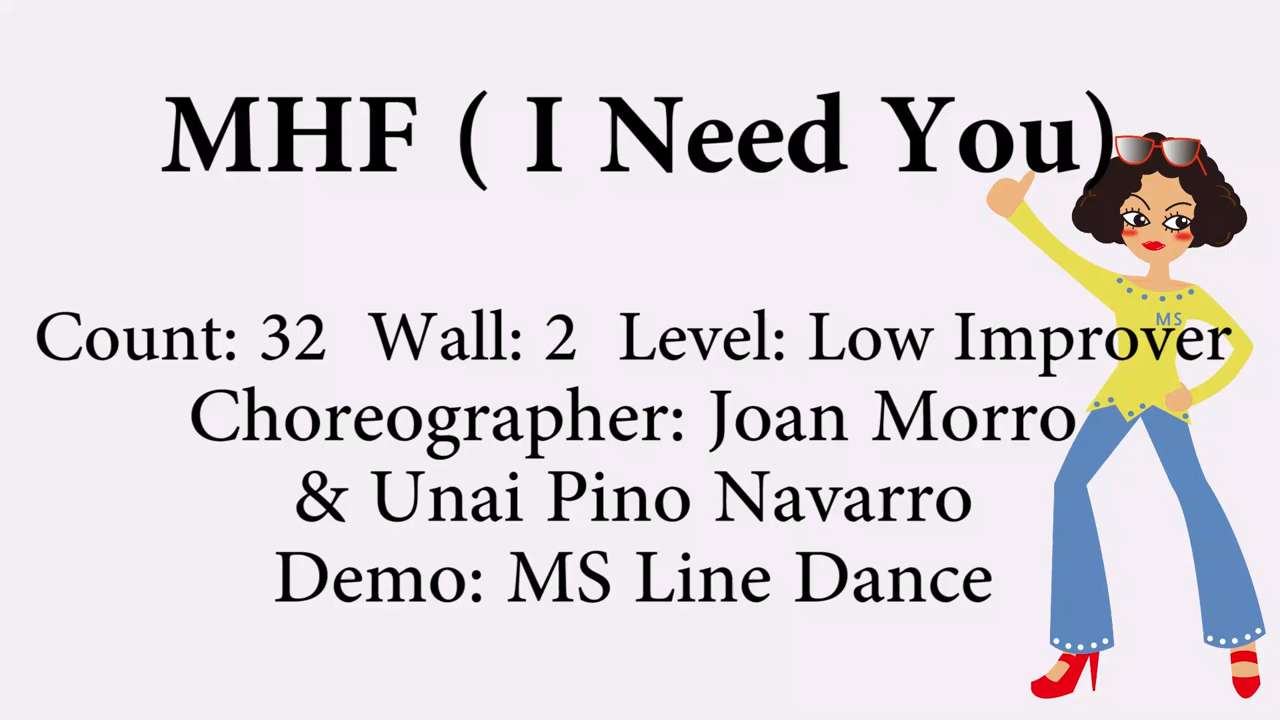 MHF ( I Need You)
MS
Count: 32 Wall: 2 Level: Low Improver
Choreographer: Joan Morro
& Unai Pino Navarro
Demo: MS Line Dance